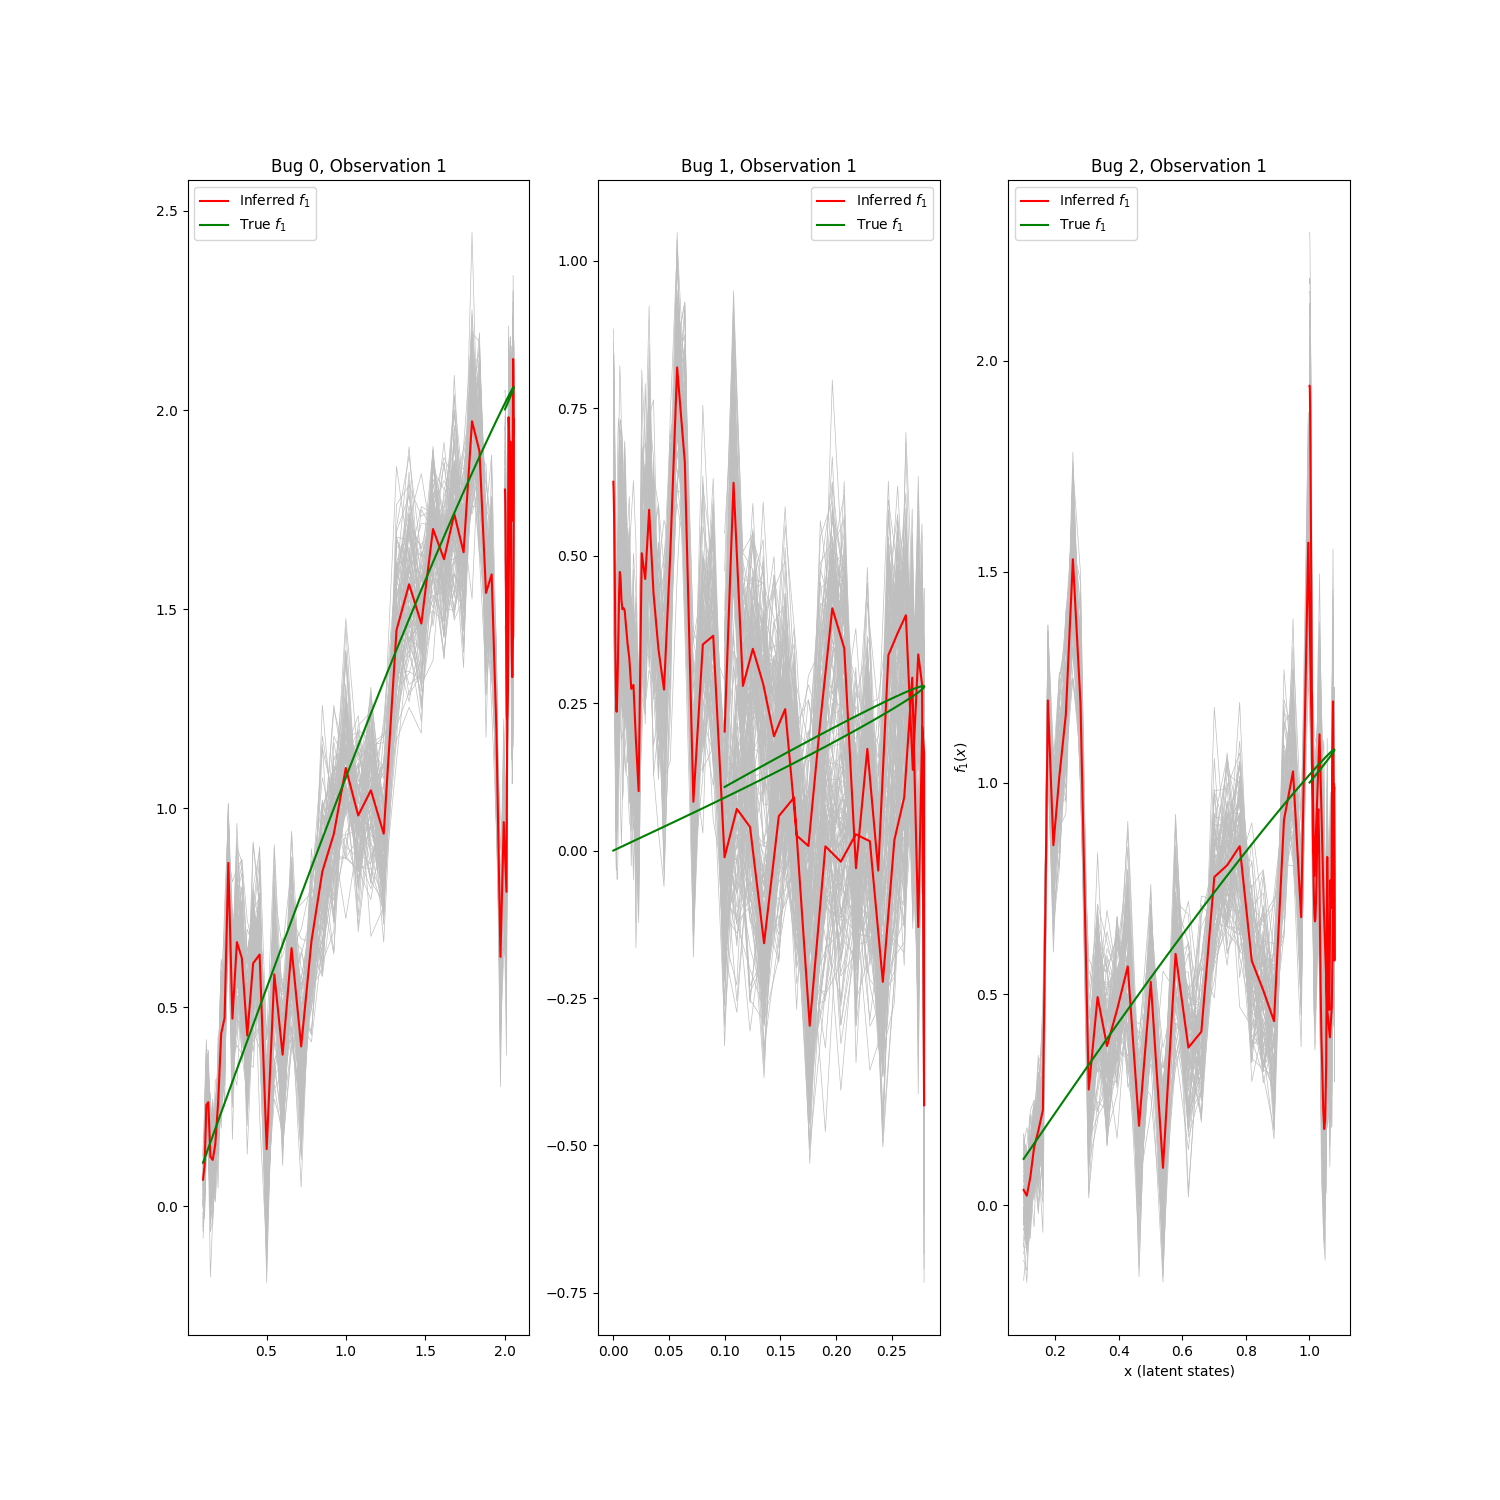 Bug 0, Observation 1
Inferred f₁
True f₁
2.5
2.0
1.5
1.0
0.5
0.0
0.5 1.0 1.5 2.0
Bug 1, Observation 1
Inferred f₁
True f₁
1.00
0.75
0.50
0.25
0.00
−0.25
−0.50
−0.75
0.00 0.05 0.10 0.15 0.20 0.25
Bug 2, Observation 1
Inferred f₁
True f₁
f₁(x)
2.0
1.5
1.0
0.5
0.0
0.2 0.4 0.6 0.8 1.0
x (latent states)